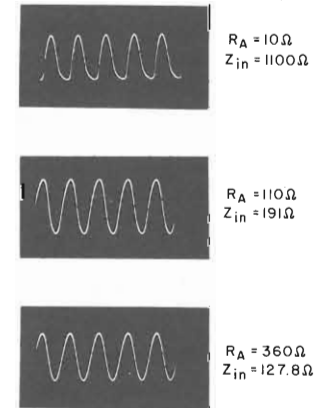 R_A = 10Ω
Z_in = 1100Ω
R_A = 110Ω
Z_in = 191Ω
R_A = 360Ω
Z_in = 127.8Ω